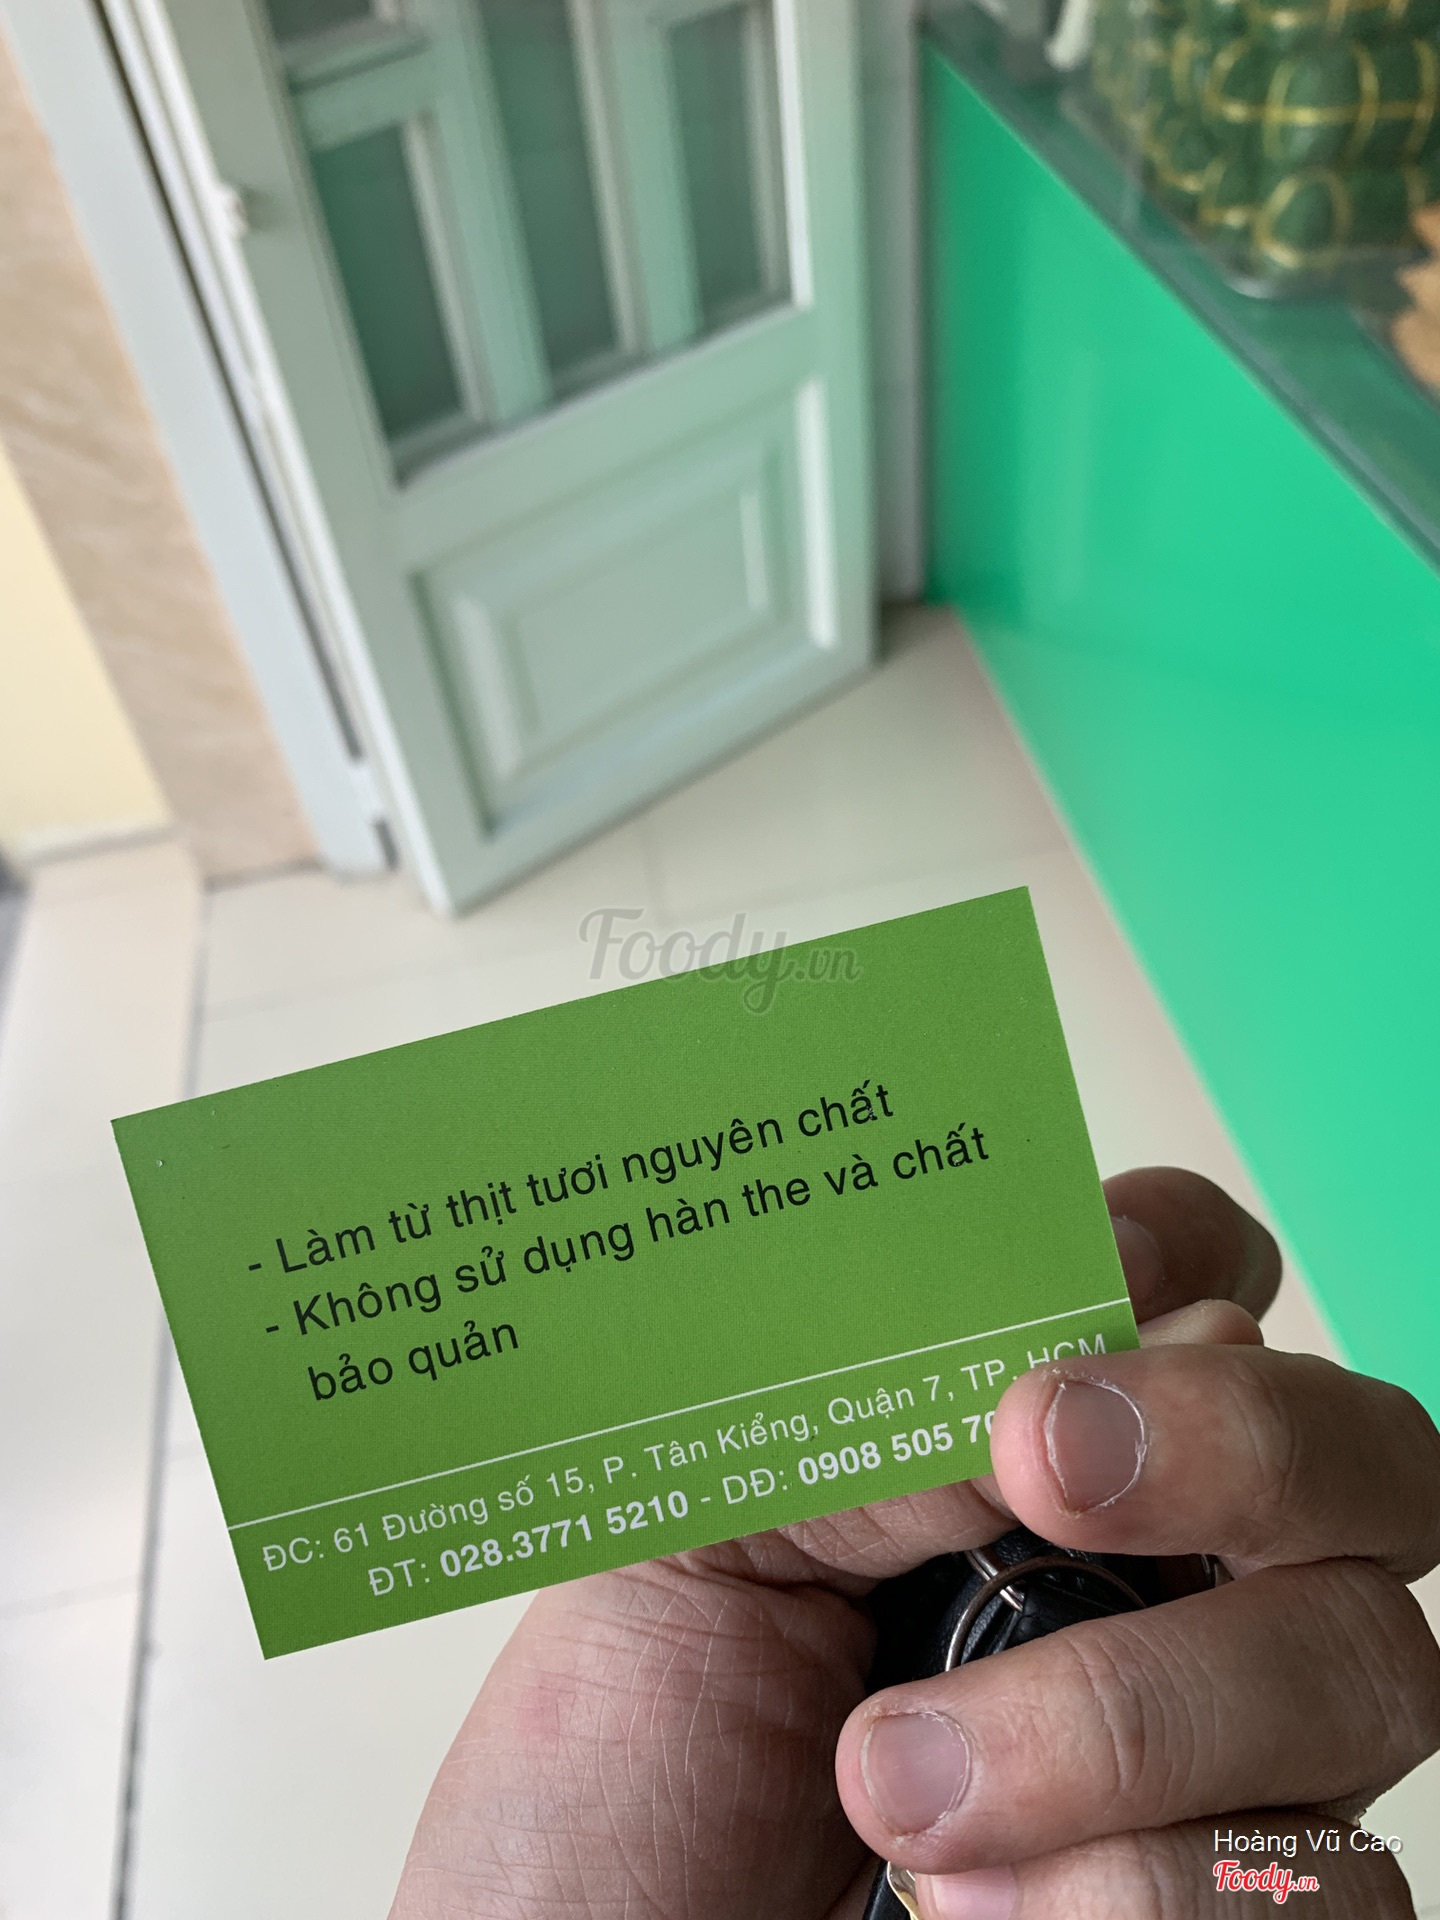 Foody.vn
- Làm từ thịt tươi nguyên chất
- Không sử dụng hàn the và chất
bảo quản
ĐC: 61 Đường số 15, P. Tân Kiểng, Quận 7, TP. HCM
ĐT: 028.3771 5210 - DĐ: 0908 505
Hoàng Vũ Cao
Foody.vn